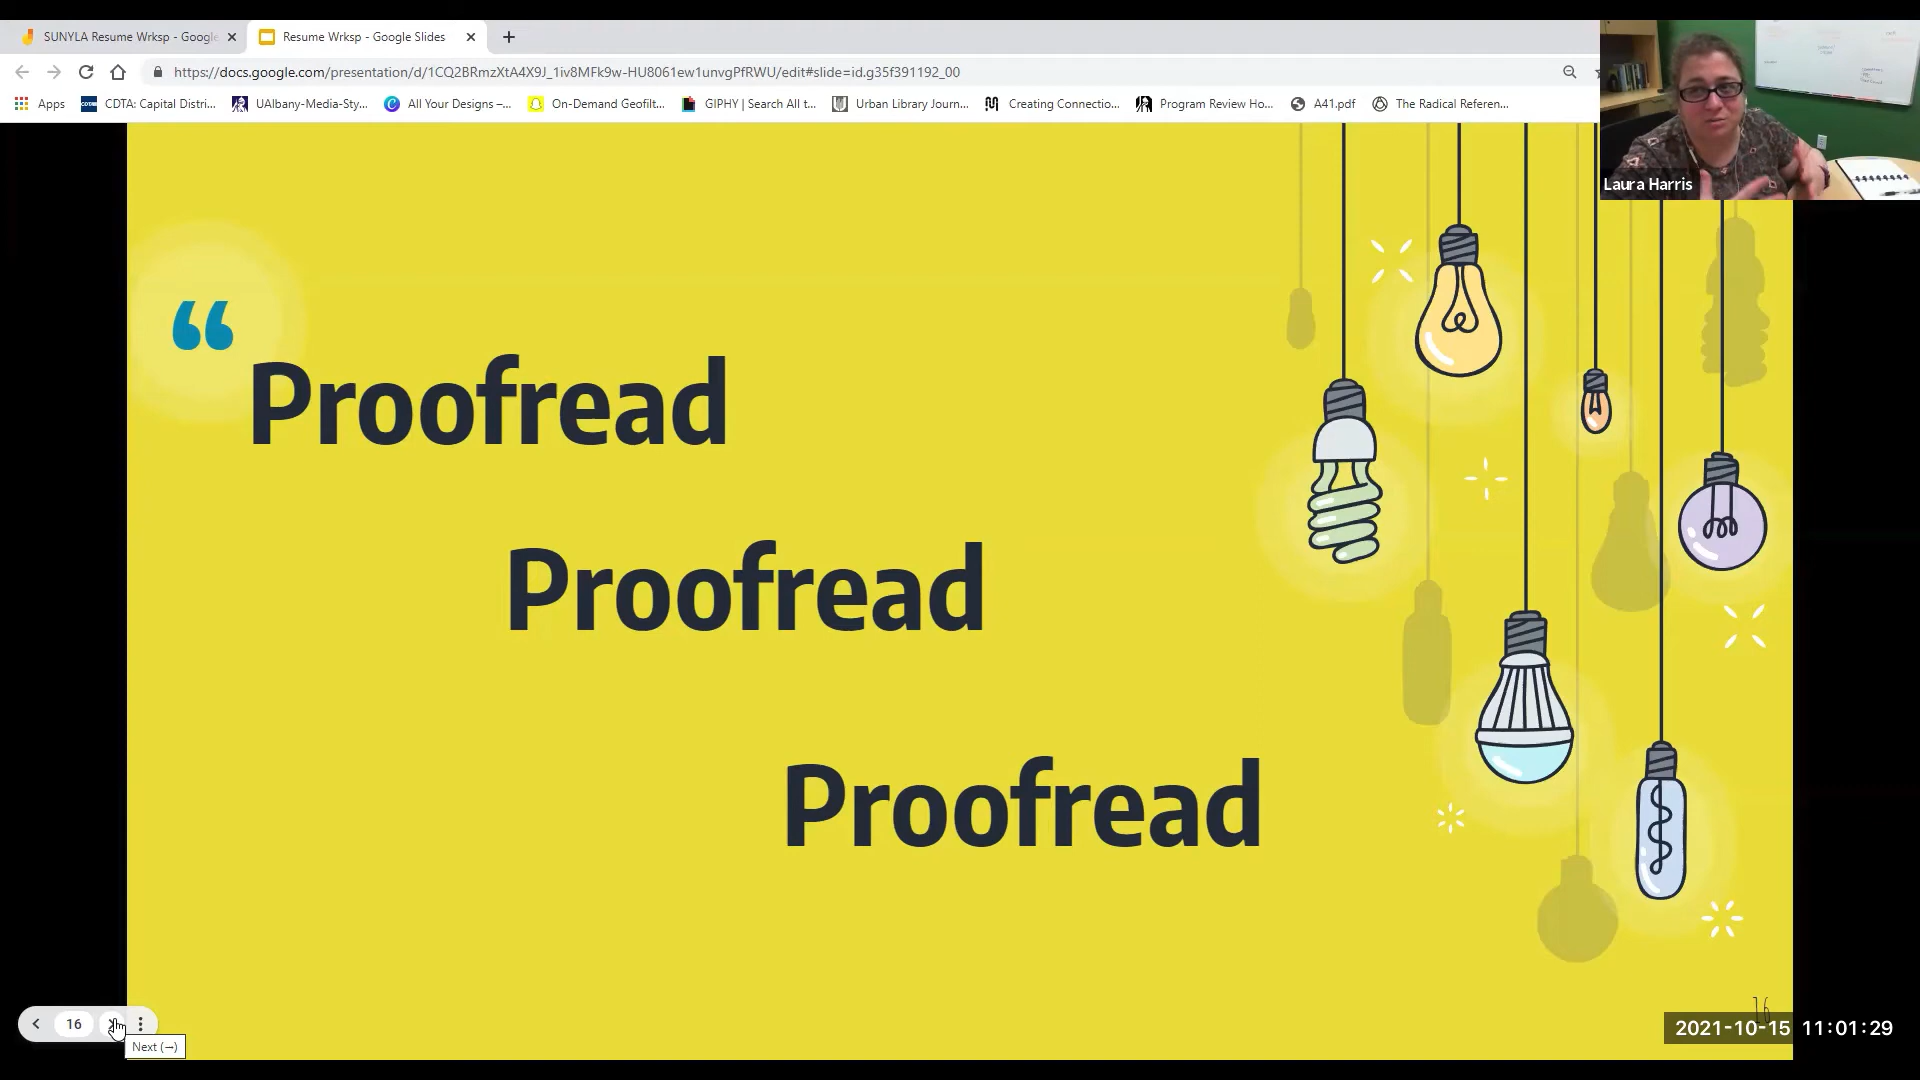 SUNYLA Resume Wrksp - Google
Resume Wrksp - Google Slides
https://docs.google.com/presentation/d/1CQ2BRmzXtA4X9J_1iv8MFk9w-HU8061ew1unvgPfRWU/edit#slide=id.g35f391192_00
Apps
CDTA: Capital Distri...
UAlbany-Media-Sty...
All Your Designs –...
On-Demand Geofilt...
GIPHY | Search All t...
Urban Library Journ...
Creating Connectio...
Program Review Ho...
A41.pdf
The Radical Referen...
Laura Harris
“
Proofread
Proofread
Proofread
16
16
Next (→)
2021-10-15 11:01:29